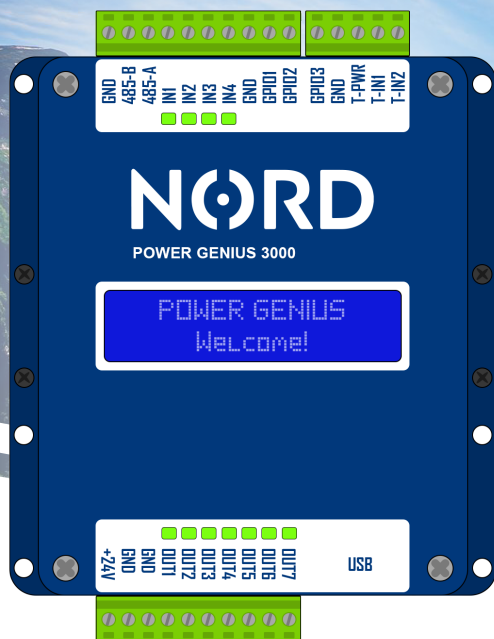 GND 485-B 485-A IN1 IN2 IN3 IN4 GND GPIO1 GPIO2 GPIO3 GND T-PWR T-IN1 T-IN2
NORD
POWER GENIUS 3000
POWER GENIUS
Welcome!
+24V GND GND OUT1 OUT2 OUT3 OUT4 OUT5 OUT6 OUT7 USB